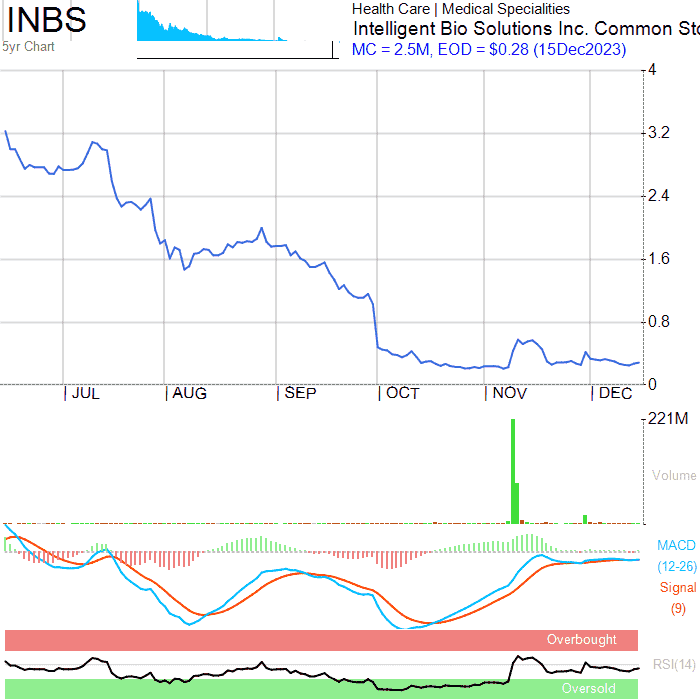 INBS
5yr Chart
Health Care | Medical Specialities
Intelligent Bio Solutions Inc. Common Sto
MC = 2.5M, EOD = $0.28 (15Dec2023)
4
3.2
2.4
1.6
0.8
0
JUL AUG SEP OCT NOV DEC
221M
Volume
MACD
(12-26)
Signal
(9)
Overbought
RSI(14)
Oversold